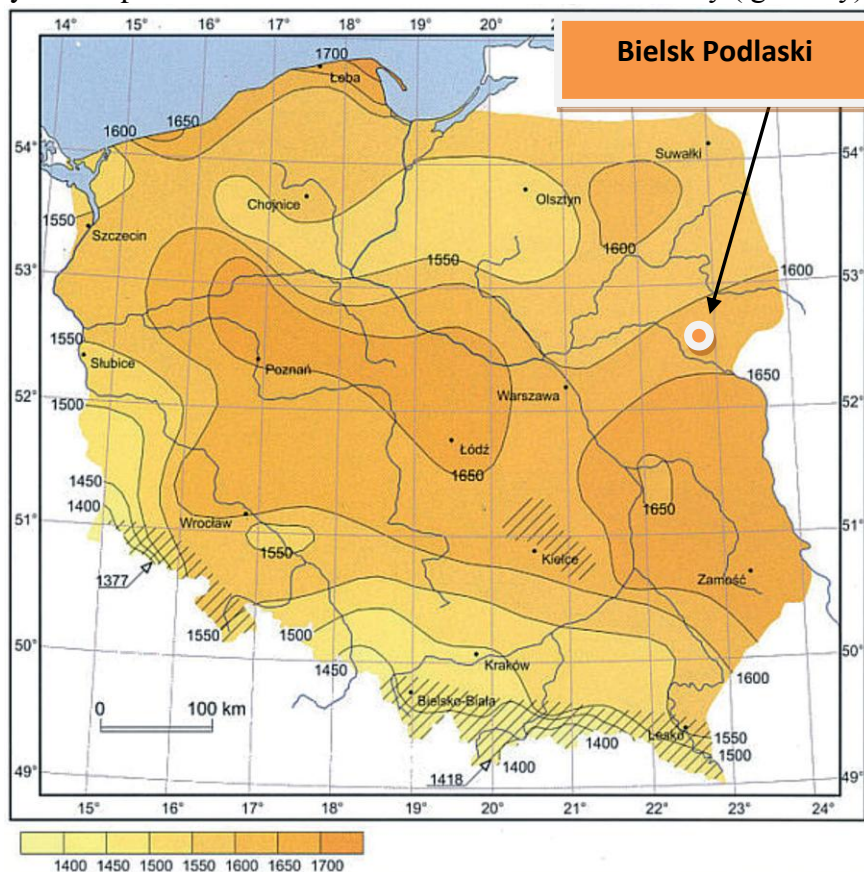 14° 15° 16° 17° 18° 19° 20°
Bielsk Podlaski
1700
Łeba
1650
1600
54° 54°
Suwałki
Chojnice
Olsztyn
1550
Szczecin
1600
53° 53°
1550
1600
1550
Słubice
Poznań
Warszawa
1650
52° 52°
1500
Łódź
1650
1450
1400
1650
51° 51°
Wrocław
1550
Kielce
Zamość
1377
50° 50°
1550
1500
1450
Kraków
1600
0 100 km
Bielsko-Biała
Lesko
1550
1500
1400
1400
1418
49° 49°
15° 16° 17° 18° 19° 20° 21° 22° 23° 24°
1400 1450 1500 1550 1600 1650 1700